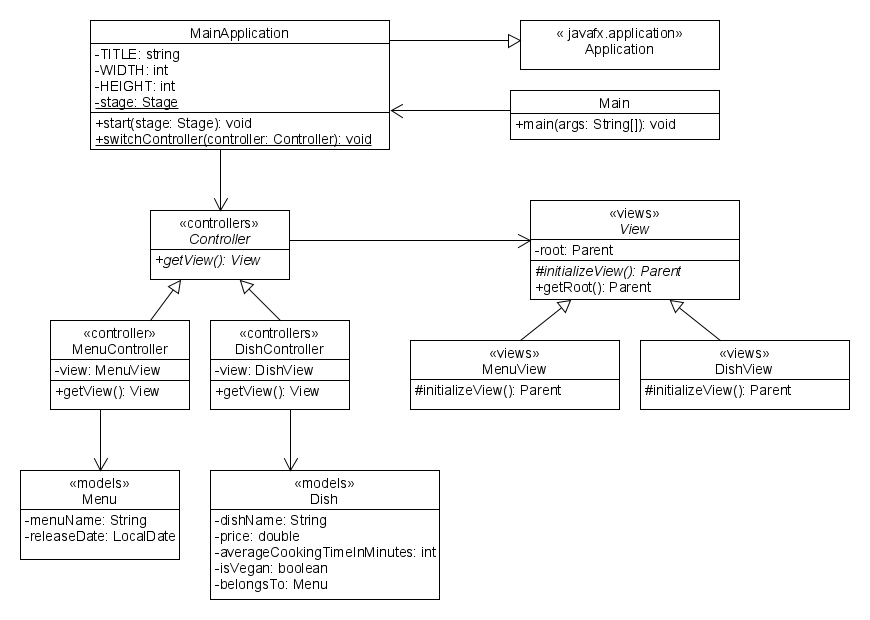 MainApplication
-TITLE: string
-WIDTH: int
-HEIGHT: int
-stage: Stage
+start(stage: Stage): void
+switchController(controller: Controller): void
« javafx.application»
Application
Main
+main(args: String[]): void
«controllers»
Controller
+getView(): View
«views»
View
-root: Parent
#initializeView(): Parent
+getRoot(): Parent
«controller»
MenuController
-view: MenuView
+getView(): View
«controllers»
DishController
-view: DishView
+getView(): View
«views»
MenuView
#initializeView(): Parent
«views»
DishView
#initializeView(): Parent
«models»
Menu
-menuName: String
-releaseDate: LocalDate
«models»
Dish
-dishName: String
-price: double
-averageCookingTimeInMinutes: int
-isVegan: boolean
-belongsTo: Menu